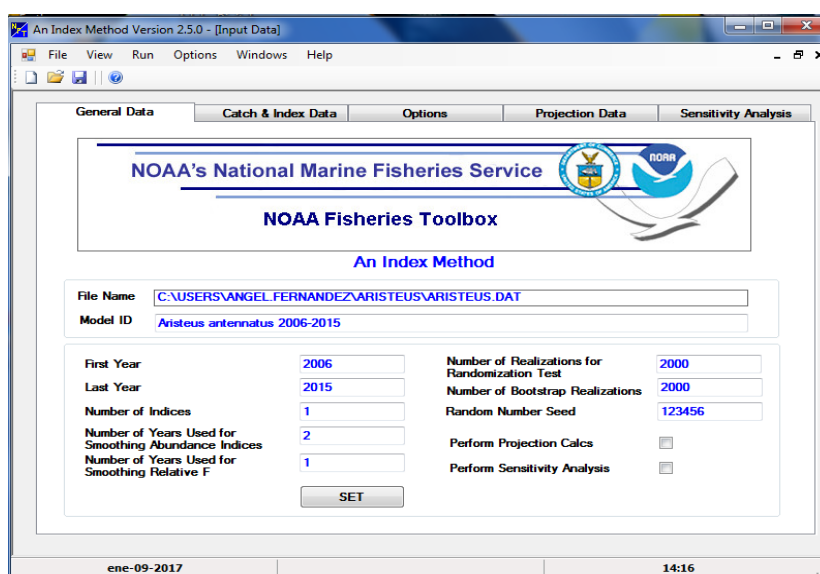 An Index Method Version 2.5.0 - [Input Data]
File View Run Options Windows Help
General Data Catch & Index Data Options Projection Data Sensitivity Analysis
NOAA's National Marine Fisheries Service
NOAA
NOAA Fisheries Toolbox
An Index Method
File Name C:\USERS\ANGEL.FERNANDEZ\ARISTEUS\ARISTEUS.DAT
Model ID Aristeus antennatus 2006-2015
First Year 2006
Last Year 2015
Number of Indices 1
Number of Years Used for
Smoothing Abundance Indices 2
Number of Years Used for
Smoothing Relative F 1
SET
Number of Realizations for
Randomization Test 2000
Number of Bootstrap Realizations 2000
Random Number Seed 123456
Perform Projection Calcs
Perform Sensitivity Analysis
ene-09-2017 14:16